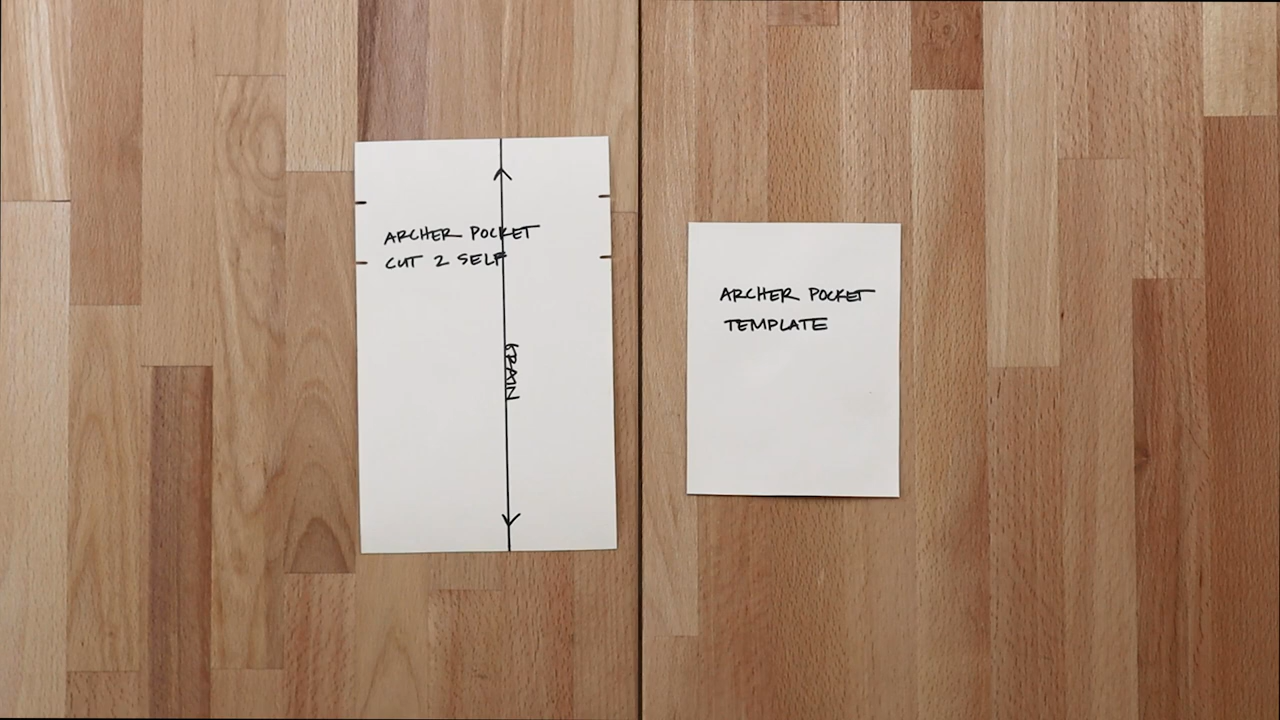 ARCHER POCKET
CUT 2 SELF
GRAIN
ARCHER POCKET
TEMPLATE